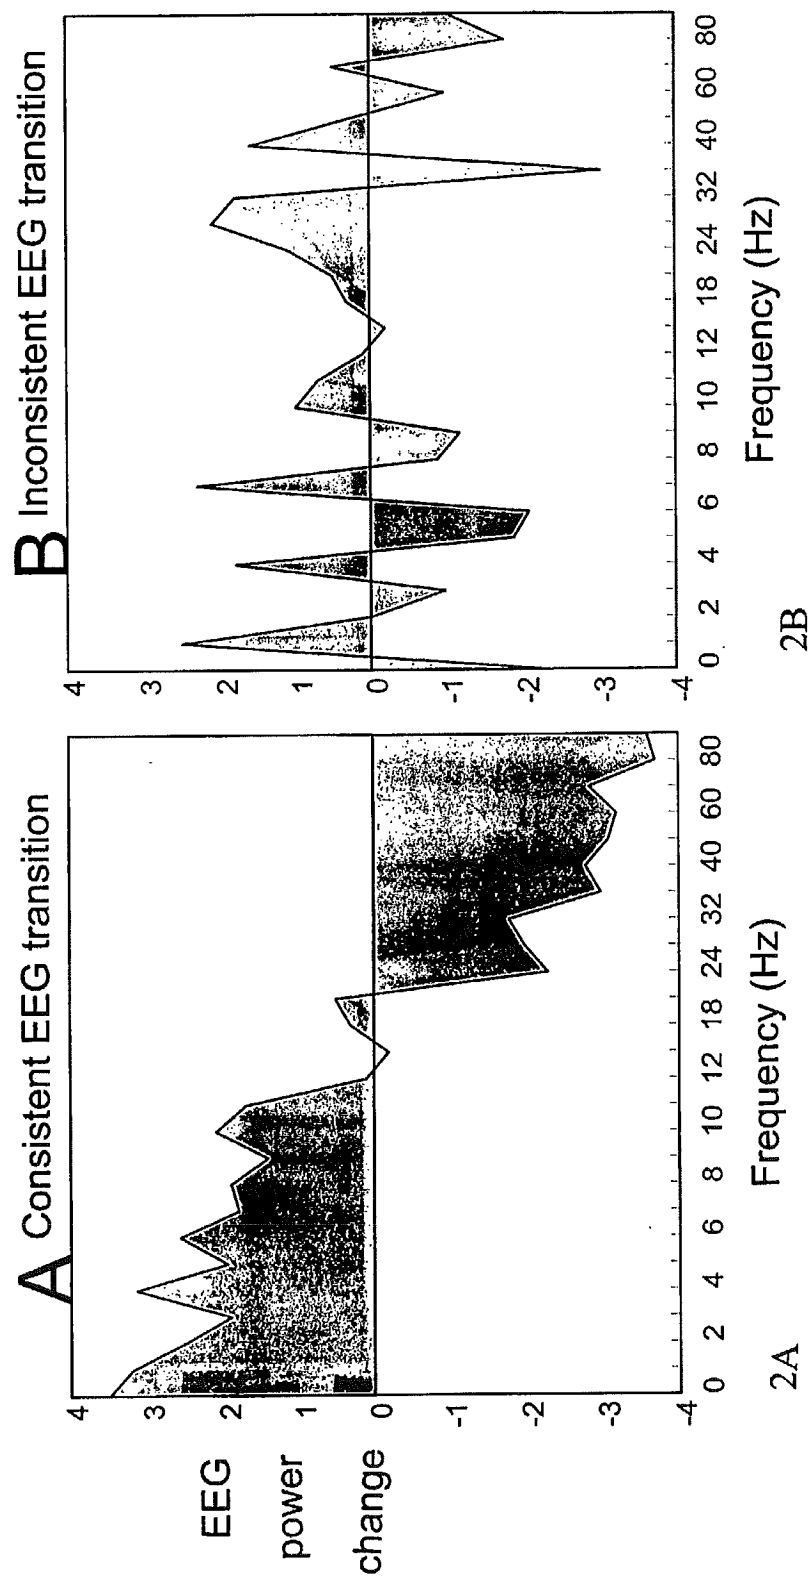 A Consistent EEG transition
EEG
power
change
4
3
2
1
0
-1
-2
-3
-4
0 2 4 6 8 10 12 18 24 32 40 60 80
Frequency (Hz)
2A
B Inconsistent EEG transition
4
3
2
1
0
-1
-2
-3
-4
0 2 4 6 8 10 12 18 24 32 40 60 80
Frequency (Hz)
2B